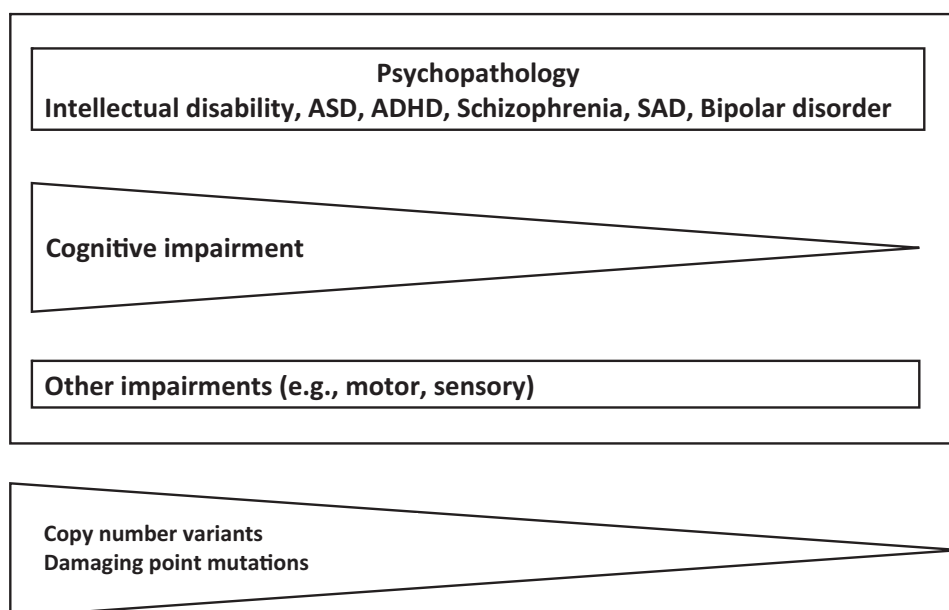 Psychopathology
Intellectual disability, ASD, ADHD, Schizophrenia, SAD, Bipolar disorder
Cognitive impairment
Other impairments (e.g., motor, sensory)
Copy number variants
Damaging point mutations